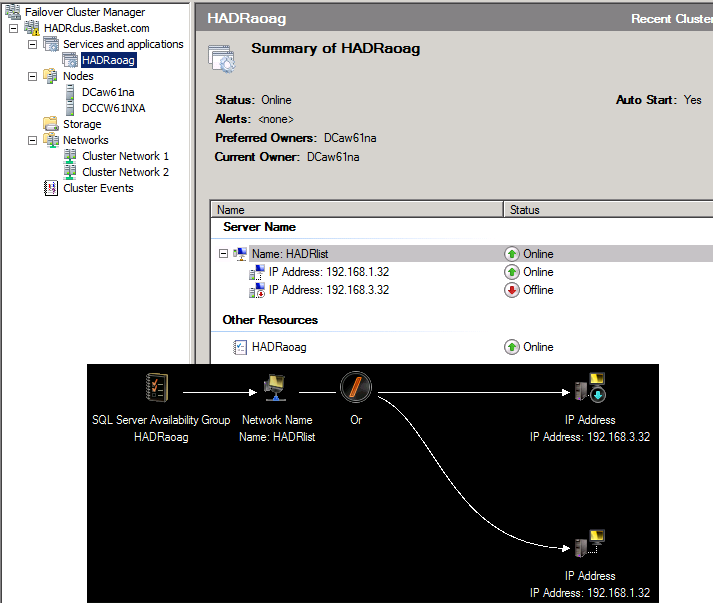 Failover Cluster Manager
HADRclus.Basket.com
Services and applications
HADRaoag
Nodes
DCaw61na
DCCW61NXA
Storage
Networks
Cluster Network 1
Cluster Network 2
Cluster Events
HADRaoag Recent Cluster
Summary of HADRaoag
Status: Online Auto Start: Yes
Alerts: <none>
Preferred Owners: DCaw61na
Current Owner: DCaw61na
Name Status
Server Name
Name: HADRlist Online
IP Address: 192.168.1.32 Online
IP Address: 192.168.3.32 Offline
Other Resources
HADRaoag Online
SQL Server Availability Group Network Name Or IP Address
HADRaoag Name: HADRlist IP Address: 192.168.3.32
IP Address
IP Address: 192.168.1.32